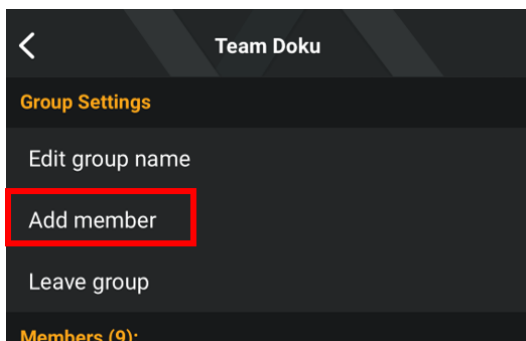 Team Doku
Group Settings
Edit group name
Add member
Leave group
Members (9):